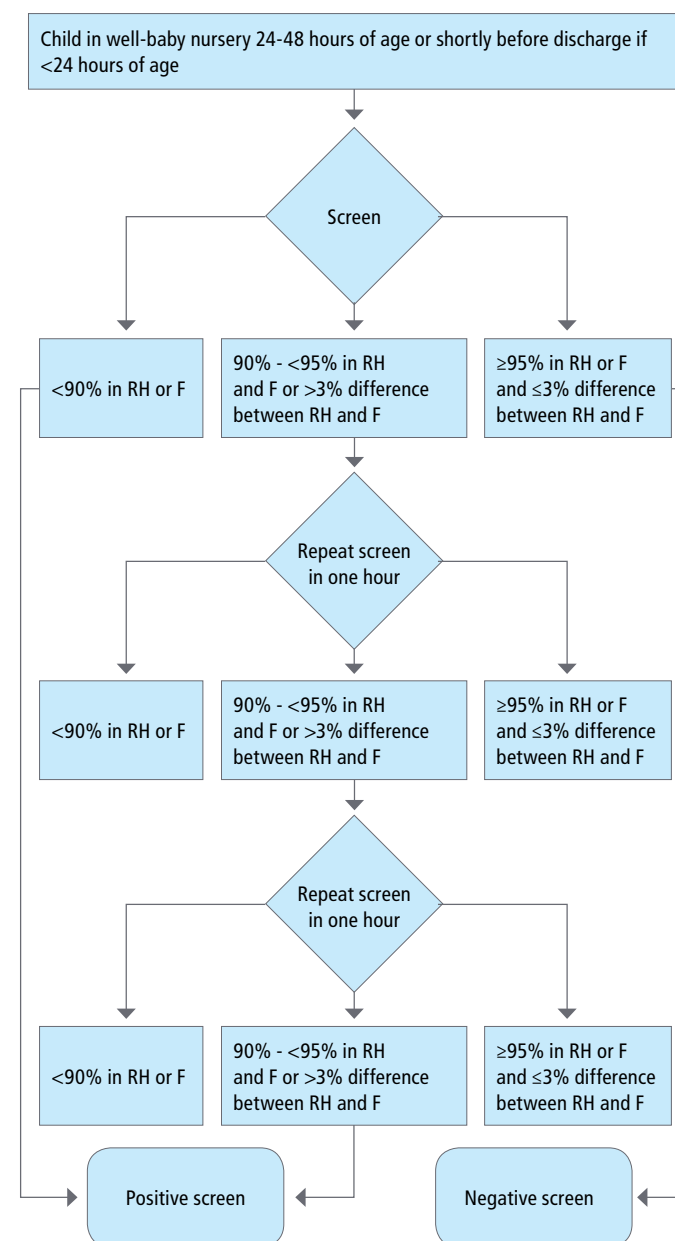 Child in well-baby nursery 24-48 hours of age or shortly before discharge if
<24 hours of age
Screen
<90% in RH or F
90% - <95% in RH
and F or >3% difference
between RH and F
≥95% in RH or F
and ≤3% difference
between RH and F
Repeat screen
in one hour
<90% in RH or F
90% - <95% in RH
and F or >3% difference
between RH and F
≥95% in RH or F
and ≤3% difference
between RH and F
Repeat screen
in one hour
<90% in RH or F
90% - <95% in RH
and F or >3% difference
between RH and F
≥95% in RH or F
and ≤3% difference
between RH and F
Positive screen
Negative screen